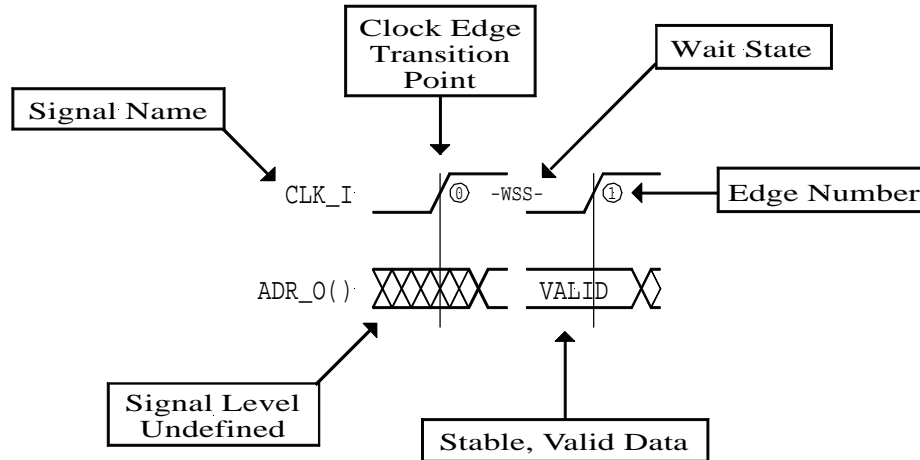 Clock Edge
Transition
Point
Wait State
Signal Name
CLK_I
0
-WSS-
1
Edge Number
ADR_O()
VALID
Signal Level
Undefined
Stable, Valid Data